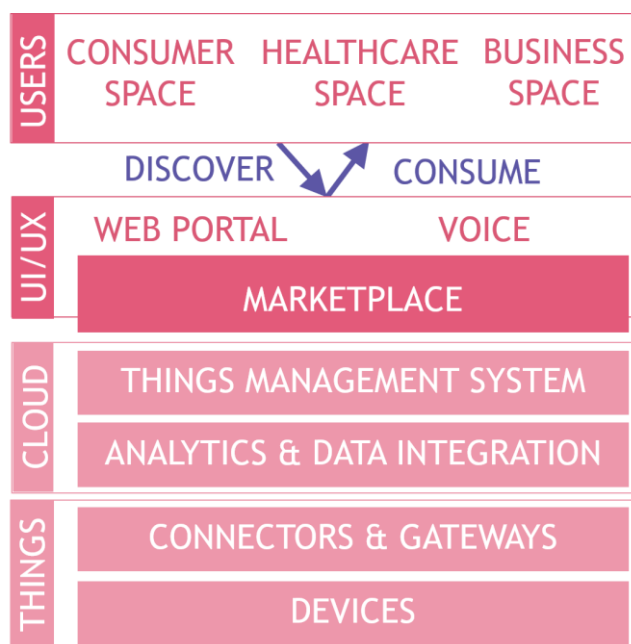 USERS
CONSUMER SPACE
HEALTHCARE SPACE
BUSINESS SPACE
DISCOVER
CONSUME
UI/UX
WEB PORTAL
VOICE
MARKETPLACE
CLOUD
THINGS MANAGEMENT SYSTEM
ANALYTICS & DATA INTEGRATION
THINGS
CONNECTORS & GATEWAYS
DEVICES